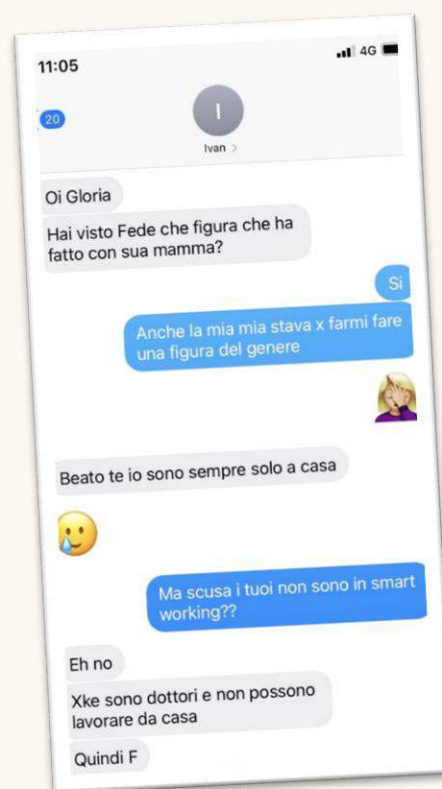 11:05
4G
20
I
Ivan >
Oi Gloria
Hai visto Fede che figura che ha
fatto con sua mamma?
Si
Anche la mia mia stava x farmi fare
una figura del genere
Beato te io sono sempre solo a casa
Ma scusa i tuoi non sono in smart
working??
Eh no
Xke sono dottori e non possono
lavorare da casa
Quindi F